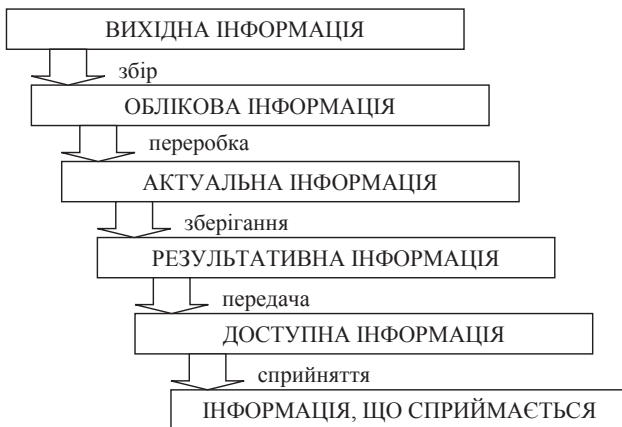 ВИХІДНА ІНФОРМАЦІЯ
збір
ОБЛІКОВА ІНФОРМАЦІЯ
переробка
АКТУАЛЬНА ІНФОРМАЦІЯ
зберігання
РЕЗУЛЬТАТИВНА ІНФОРМАЦІЯ
передача
ДОСТУПНА ІНФОРМАЦІЯ
сприйняття
ІНФОРМАЦІЯ, ЩО СПРИЙМАЄТЬСЯ